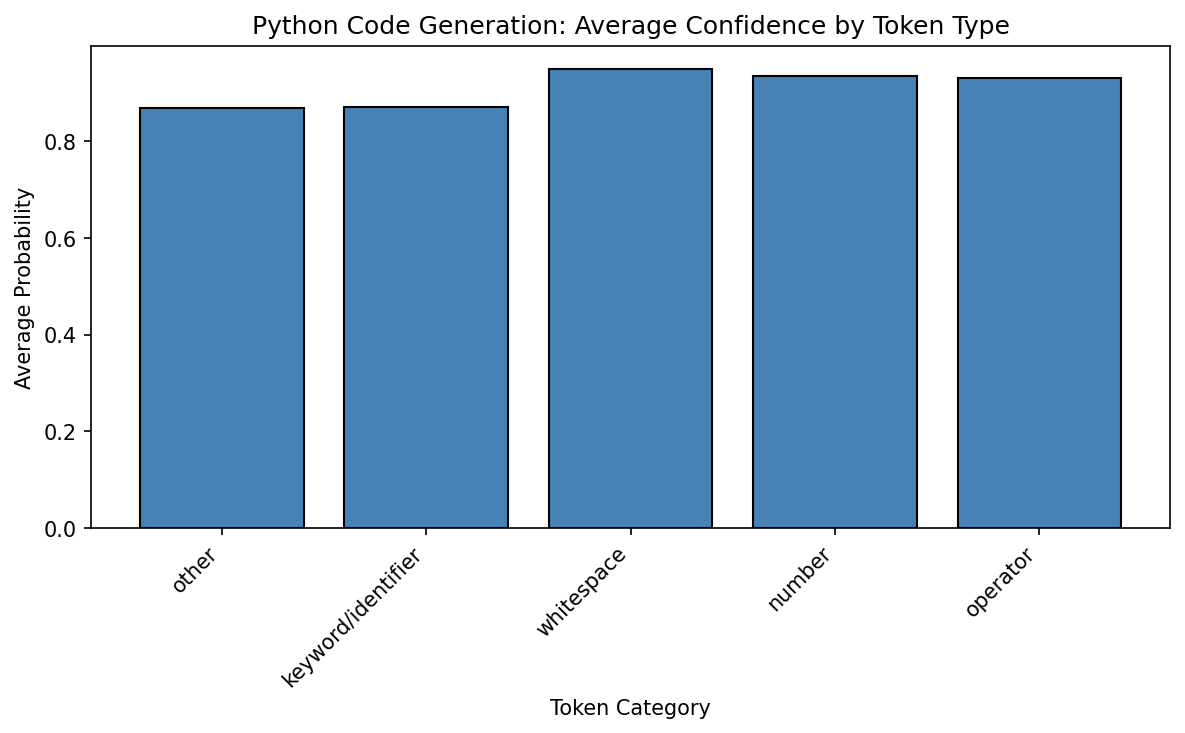 Python Code Generation: Average Confidence by Token Type
Average Probability
0.8
0.6
0.4
0.2
0.0
other
keyword/identifier
whitespace
number
operator
Token Category